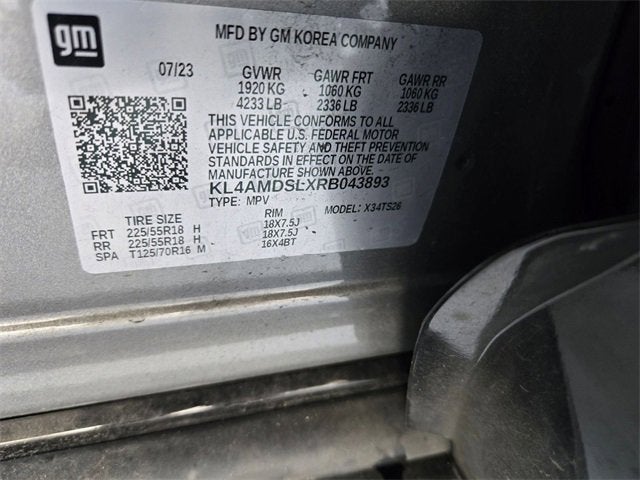 gm
MFD BY GM KOREA COMPANY
07/23 GVWR GAWR FRT GAWR RR
1920 KG 1060 KG 1060 KG
4233 LB 2336 LB 2336 LB
THIS VEHICLE CONFORMS TO ALL
APPLICABLE U.S. FEDERAL MOTOR
VEHICLE SAFETY AND THEFT PREVENTION
STANDARDS IN EFFECT ON THE DATE OF
MANUFACTURE SHOWN ABOVE.
KL4AMDSLXRB043893
TYPE: MPV MODEL: X34TS26
TIRE SIZE RIM
FRT 225/55R18 H 18X7.5J
RR 225/55R18 H 18X7.5J
SPA T125/70R16 M 16X4BT